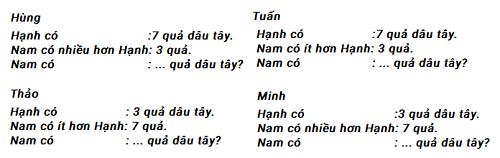 Hùng
Hạnh có :7 quả dâu tây.
Nam có nhiều hơn Hạnh: 3 quả.
Nam có : ... quả dâu tây?
Tuấn
Hạnh có :7 quả dâu tây.
Nam có ít hơn Hạnh: 3 quả.
Nam có : ... quả dâu tây?
Thảo
Hạnh có : 3 quả dâu tây.
Nam có ít hơn Hạnh: 7 quả.
Nam có : ... quả dâu tây?
Minh
Hạnh có :3 quả dâu tây.
Nam có nhiều hơn Hạnh: 7 quả.
Nam có : ... quả dâu tây?